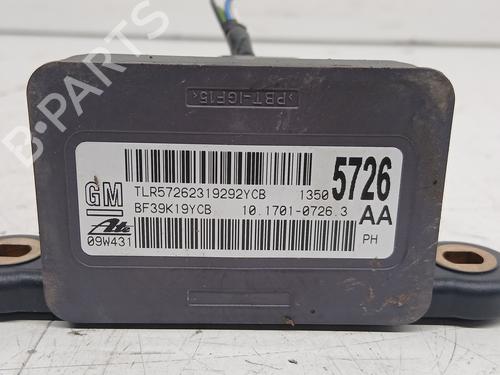 >PBT-IGF15<
GM
TLR57262319292YCB 1350 5726
BF39K19YCB 10.1701-0726.3 AA
Ate
09W431 PH
B-PARTS